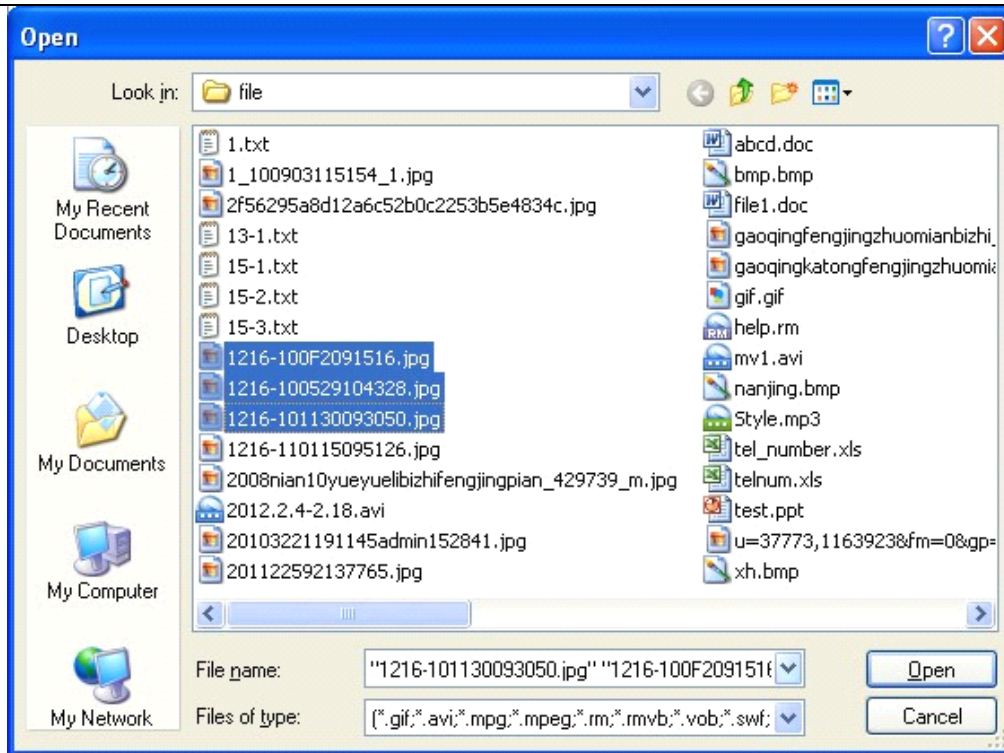 Open
Look in: file
My Recent
Documents
Desktop
My Documents
My Computer
My Network
1.txt
1_100903115154_1.jpg
2f56295a8d12a6c52b0c2253b5e4834c.jpg
13-1.txt
15-1.txt
15-2.txt
15-3.txt
1216-100F2091516.jpg
1216-100529104328.jpg
1216-101130093050.jpg
1216-110115095126.jpg
2008nian10yueyuelibizhifengjingpian_429739_m.jpg
2012.2.4-2.18.avi
20103221191145admin152841.jpg
201122592137765.jpg
abcd.doc
bmp.bmp
file1.doc
gaoqingfengjingzhuomianbizhi_
gaoqingkatongfengjingzhuomia
gif.gif
help.rm
mv1.avi
nanjing.bmp
Style.mp3
tel_number.xls
telnum.xls
test.ppt
u=37773,1163923&fm=0&gp=
xh.bmp
File name: "1216-101130093050.jpg" "1216-100F2091516 Open
Files of type: (*.gif;*.avi;*.mpg;*.mpeg;*.rm;*.rmvb;*.vob;*.swf; Cancel